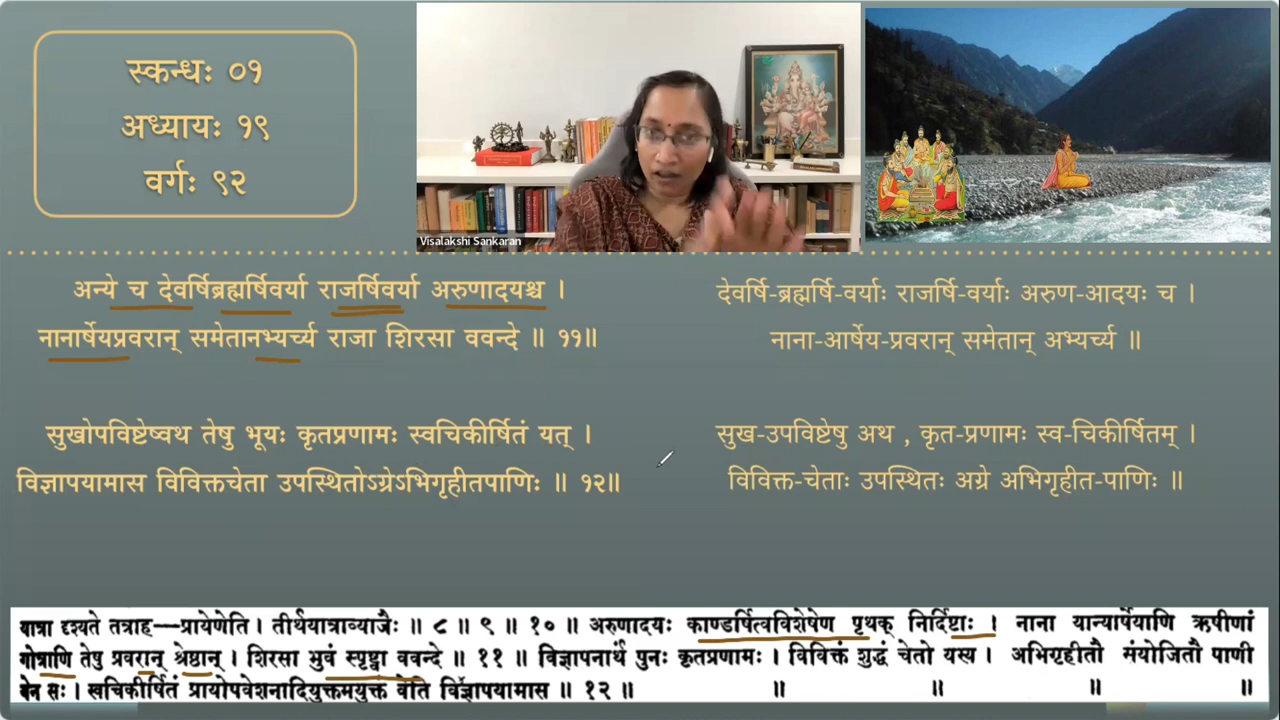 स्कन्धः ०१
अध्यायः १९
वर्गः ९२
Visalakshi Sankaran
अन्ये च देवर्षिब्रह्मर्षिवर्या राजर्षिवर्या अरुणादयश्च ।
नानार्षेयप्रवरान् समेतानभ्यर्च्य राजा शिरसा ववन्दे ॥ ११॥
सुखोपविष्टेष्वथ तेषु भूयः कृतप्रणामः स्वचिकीर्षितं यत् ।
विज्ञापयामास विविक्तचेता उपस्थितोऽग्रेऽभिगृहीतपाणिः ॥ १२॥
देवर्षि-ब्रह्मर्षि-वर्याः राजर्षि-वर्याः अरुण-आदयः च ।
नाना-आर्षेय-प्रवरान् समेतान् अभ्यर्च्य ॥
सुख-उपविष्टेषु अथ , कृत-प्रणामः स्व-चिकीर्षितम् ।
विविक्त-चेताः उपस्थितः अग्रे अभिगृहीत-पाणिः ॥
यात्रा दृश्यते तत्राह—प्रायेणेति । तीर्थयात्राव्याजैः ॥ ८ ॥ ९ ॥ १० ॥ अरुणादयः काण्डर्षित्वविशेषेण पृथक् निर्दिष्टाः । नाना यान्यार्षेयाणि ऋषीणां
गोत्राणि तेषु प्रवरान् श्रेष्ठान् । शिरसा भुवं स्पृष्ट्वा ववन्दे ॥ ११ ॥ विज्ञापनार्थं पुनः कृतप्रणामः । विविक्तं शुद्धं चेतो यस्य । अभिगृहीतौ संयोजितौ पाणी
येन सः । स्वचिकीर्षितं प्रायोपवेशनादियुक्तमयुक्तं वेति विज्ञापयामास ॥ १२ ॥ ॥ ॥ ॥ ॥